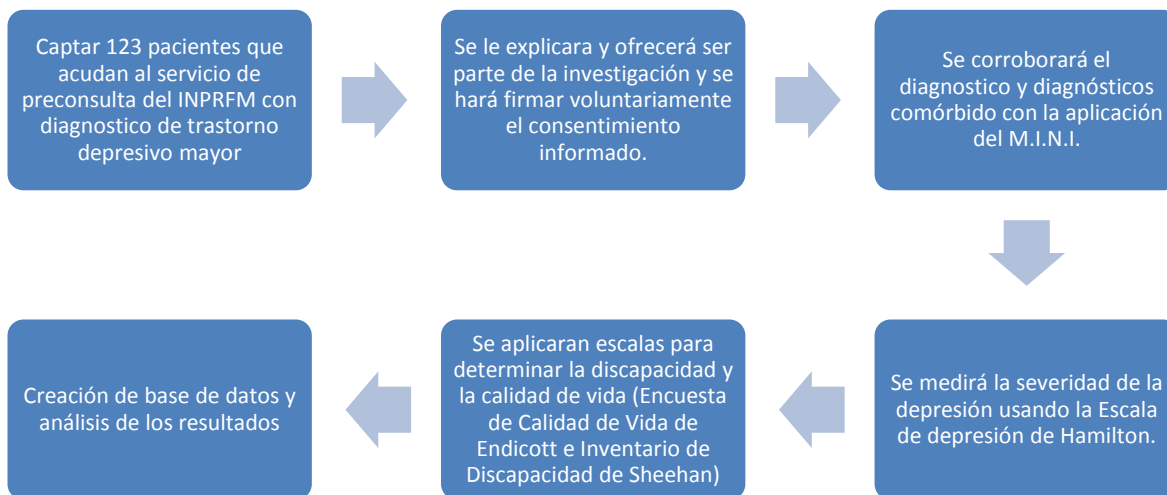 Captar 123 pacientes que
acudan al servicio de
preconsulta del INPRFM con
diagnostico de trastorno
depresivo mayor
Se le explicara y ofrecerá ser
parte de la investigación y se
hará firmar voluntariamente
el consentimiento
informado.
Se corroborará el
diagnostico y diagnósticos
comórbido con la aplicación
del M.I.N.I.
Se medirá la severidad de la
depresión usando la Escala
de depresión de Hamilton.
Se aplicaran escalas para
determinar la discapacidad y
la calidad de vida (Encuesta
de Calidad de Vida de
Endicott e Inventario de
Discapacidad de Sheehan)
Creación de base de datos y
análisis de los resultados